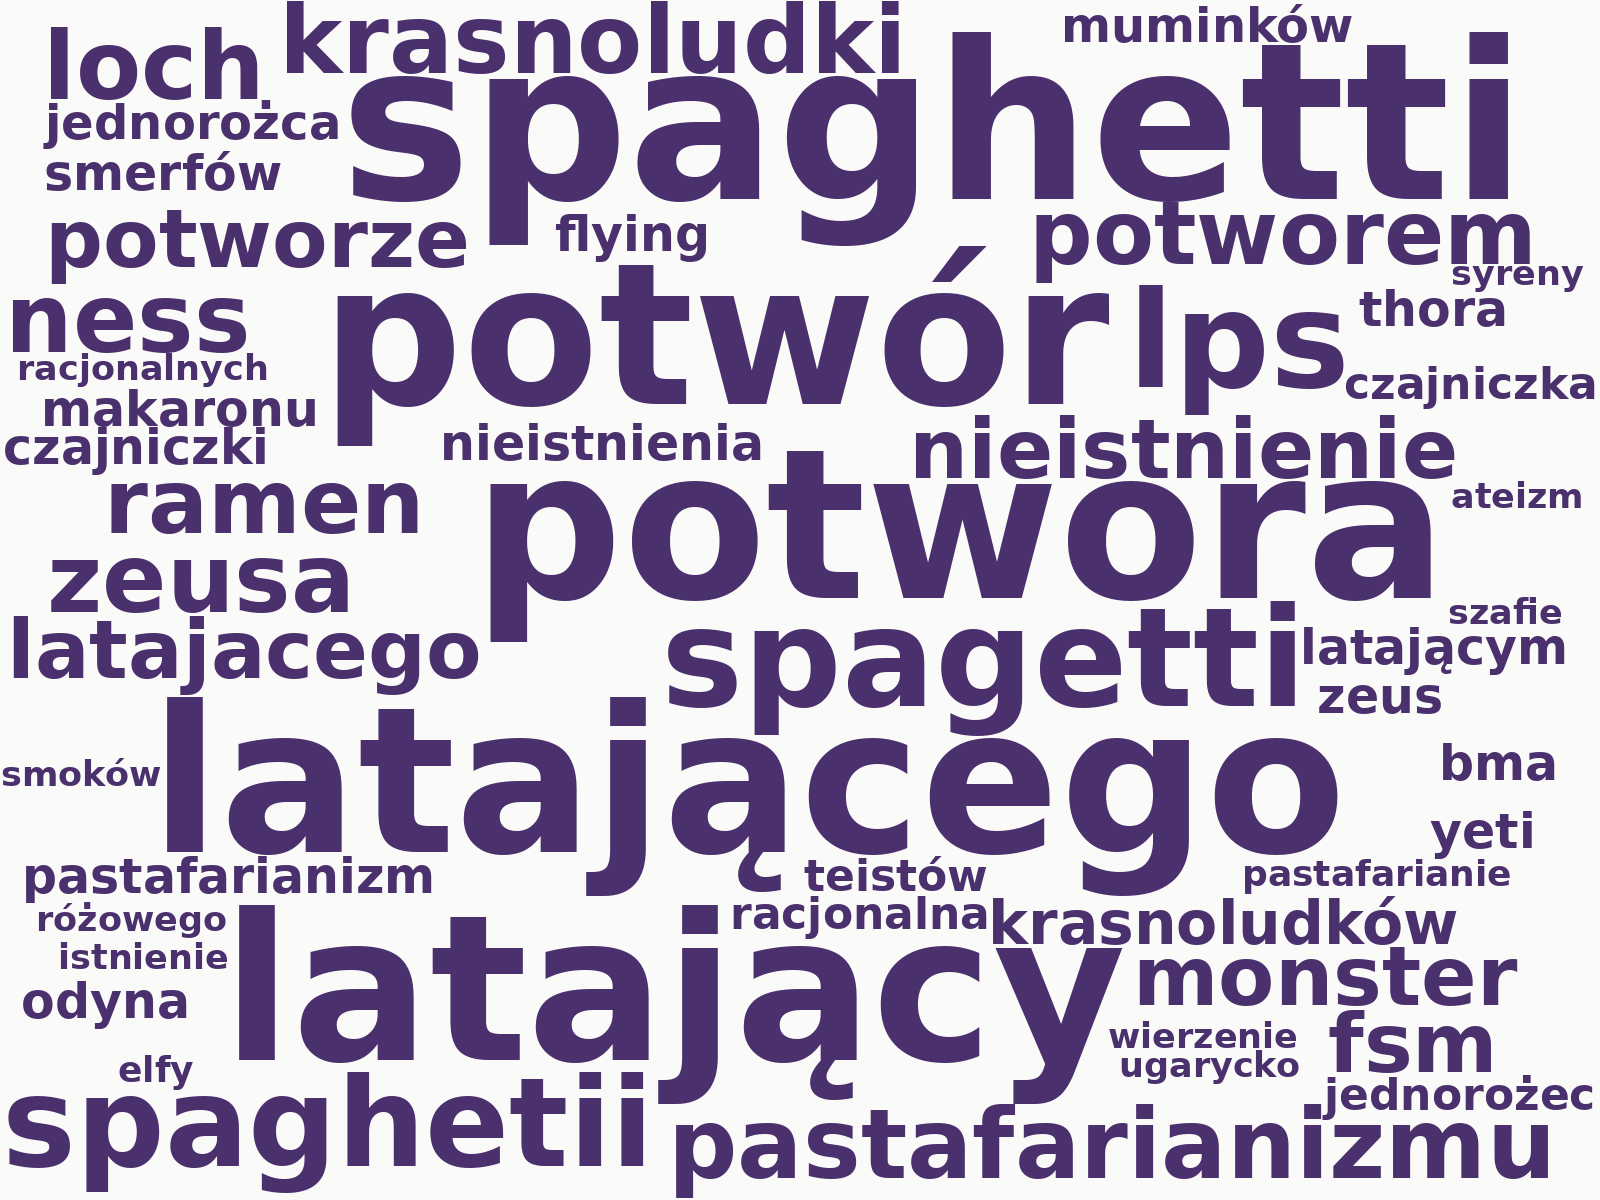 krasnoludki
muminków
loch
spaghetti
jednorożca
smerfów
potworze
flying
potworem
syreny
ness
potwór
lps
thora
racjonalnych
czajniczka
makaronu
czajniczki
nieistnienia
nieistnienie
ramen
potwora
ateizm
zeusa
szafie
latajacego
spagetti
latającym
zeus
smoków
latającego
bma
yeti
pastafarianizm
teistów
pastafarianie
różowego
racjonalna
krasnoludków
istnienie
latający
monster
odyna
wierzenie
fsm
elfy
ugarycko
jednorożec
spaghetii
pastafarianizmu